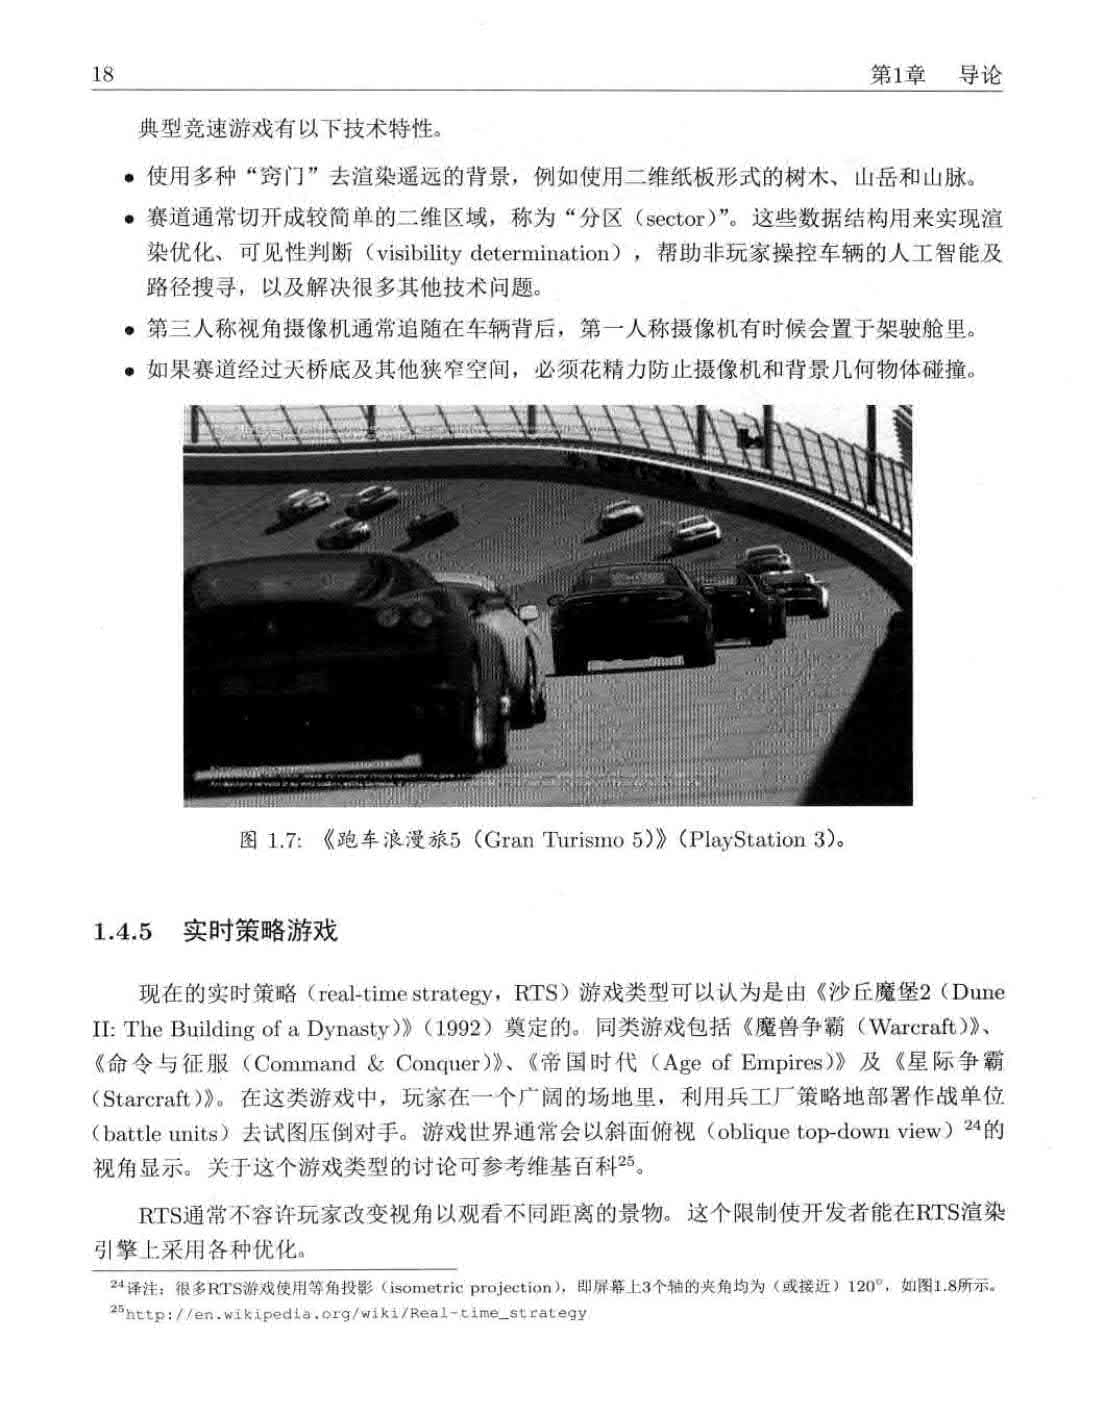 18 第1章 导论
典型竞速游戏有以下技术特性。
● 使用多种“窍门”去渲染遥远的背景，例如使用二维纸板形式的树木、山岳和山脉。
● 赛道通常切开成较简单的二维区域，称为“分区（sector）”。这些数据结构用来实现渲
染优化、可见性判断（visibility determination），帮助非玩家操控车辆的人工智能及
路径搜寻，以及解决很多其他技术问题。
● 第三人称视角摄像机通常追随在车辆背后，第一人称摄像机有时候会置于架驶舱里。
● 如果赛道经过天桥底及其他狭窄空间，必须花精力防止摄像机和背景几何物体碰撞。
图 1.7: 《跑车浪漫旅5（Gran Turismo 5）》（PlayStation 3）。
1.4.5 实时策略游戏
现在的实时策略（real-time strategy，RTS）游戏类型可以认为是由《沙丘魔堡2（Dune
II: The Building of a Dynasty）》（1992）奠定的。同类游戏包括《魔兽争霸（Warcraft）》、
《命令与征服（Command & Conquer）》、《帝国时代（Age of Empires）》及《星际争霸
（Starcraft）》。在这类游戏中，玩家在一个广阔的场地里，利用兵工厂策略地部署作战单位
（battle units）去试图压倒对手。游戏世界通常会以斜面俯视（oblique top-down view）24的
视角显示。关于这个游戏类型的讨论可参考维基百科25。
RTS通常不容许玩家改变视角以观看不同距离的景物。这个限制使开发者能在RTS渲染
引擎上采用各种优化。
24译注：很多RTS游戏使用等角投影（isometric projection），即屏幕上3个轴的夹角均为（或接近）120°，如图1.8所示。
25http://en.wikipedia.org/wiki/Real-time_strategy